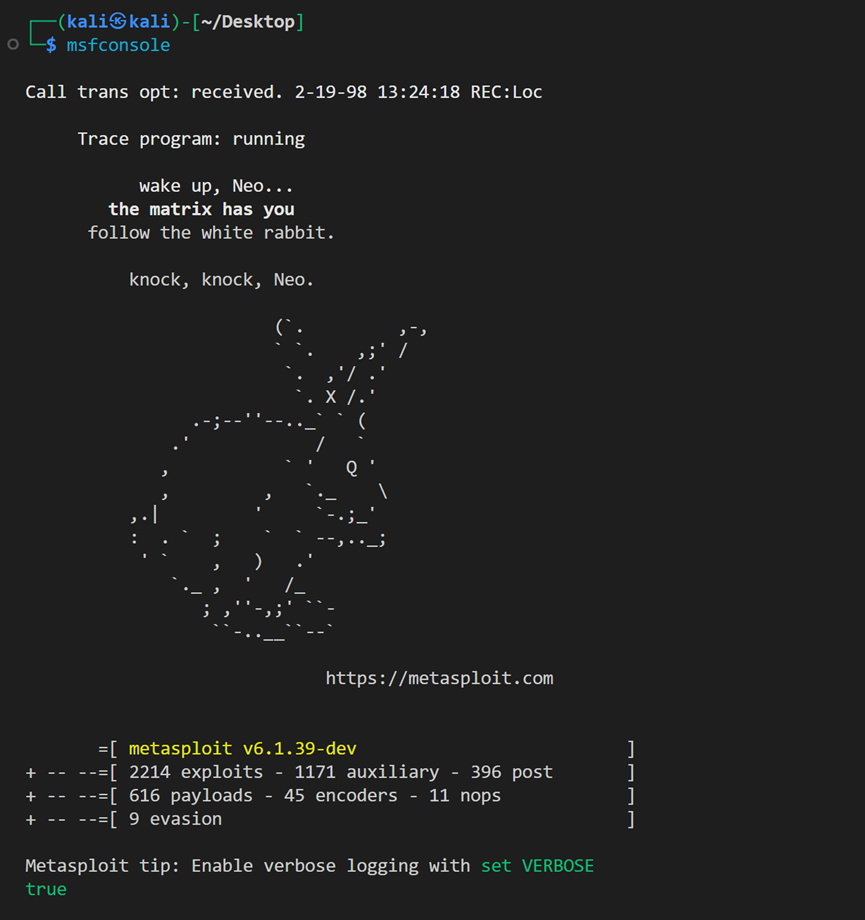 ┌──(kali㉿kali)-[~/Desktop]
└─$ msfconsole
Call trans opt: received. 2-19-98 13:24:18 REC:Loc
Trace program: running
wake up, Neo...
the matrix has you
follow the white rabbit.
knock, knock, Neo.
(`.         ,-,
` `.    ,;' /
`.  ,'/ .'
`. X /.'
.-;--''--.._` ` (
.'            /   `
,           ` '   Q '
,         ,   `._    \
,.|         '     `-.;_'
:  . `  ;    `  ` --,.._;
' `    ,   )   .'
`._ ,  '   /_
; ,''-,;' ``-
``-..__``--`
https://metasploit.com
=[ metasploit v6.1.39-dev                          ]
+ -- --=[ 2214 exploits - 1171 auxiliary - 396 post       ]
+ -- --=[ 616 payloads - 45 encoders - 11 nops            ]
+ -- --=[ 9 evasion                                       ]
Metasploit tip: Enable verbose logging with set VERBOSE
true